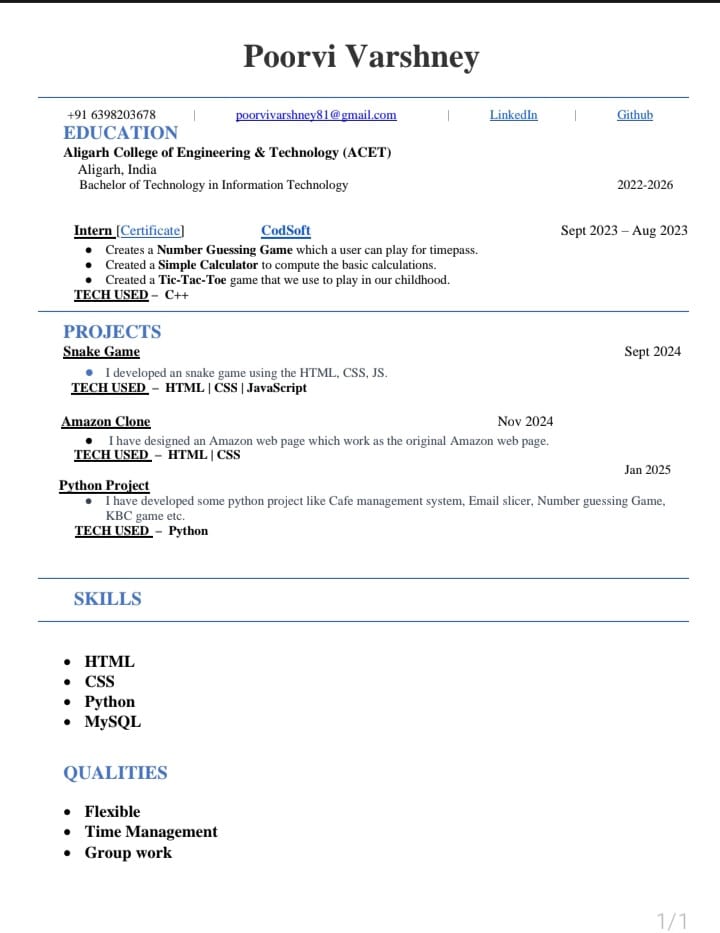 Poorvi Varshney
+91 6398203678 | poorvivarshney81@gmail.com | LinkedIn | Github
EDUCATION
Aligarh College of Engineering & Technology (ACET)
Aligarh, India
Bachelor of Technology in Information Technology 2022-2026
Intern [Certificate] CodSoft Sept 2023 – Aug 2023
● Creates a Number Guessing Game which a user can play for timepass.
● Created a Simple Calculator to compute the basic calculations.
● Created a Tic-Tac-Toe game that we use to play in our childhood.
TECH USED – C++
PROJECTS
Snake Game Sept 2024
● I developed an snake game using the HTML, CSS, JS.
TECH USED – HTML | CSS | JavaScript
Amazon Clone Nov 2024
● I have designed an Amazon web page which work as the original Amazon web page.
TECH USED – HTML | CSS
Jan 2025
Python Project
● I have developed some python project like Cafe management system, Email slicer, Number guessing Game,
KBC game etc.
TECH USED – Python
SKILLS
• HTML
• CSS
• Python
• MySQL
QUALITIES
• Flexible
• Time Management
• Group work
1/1